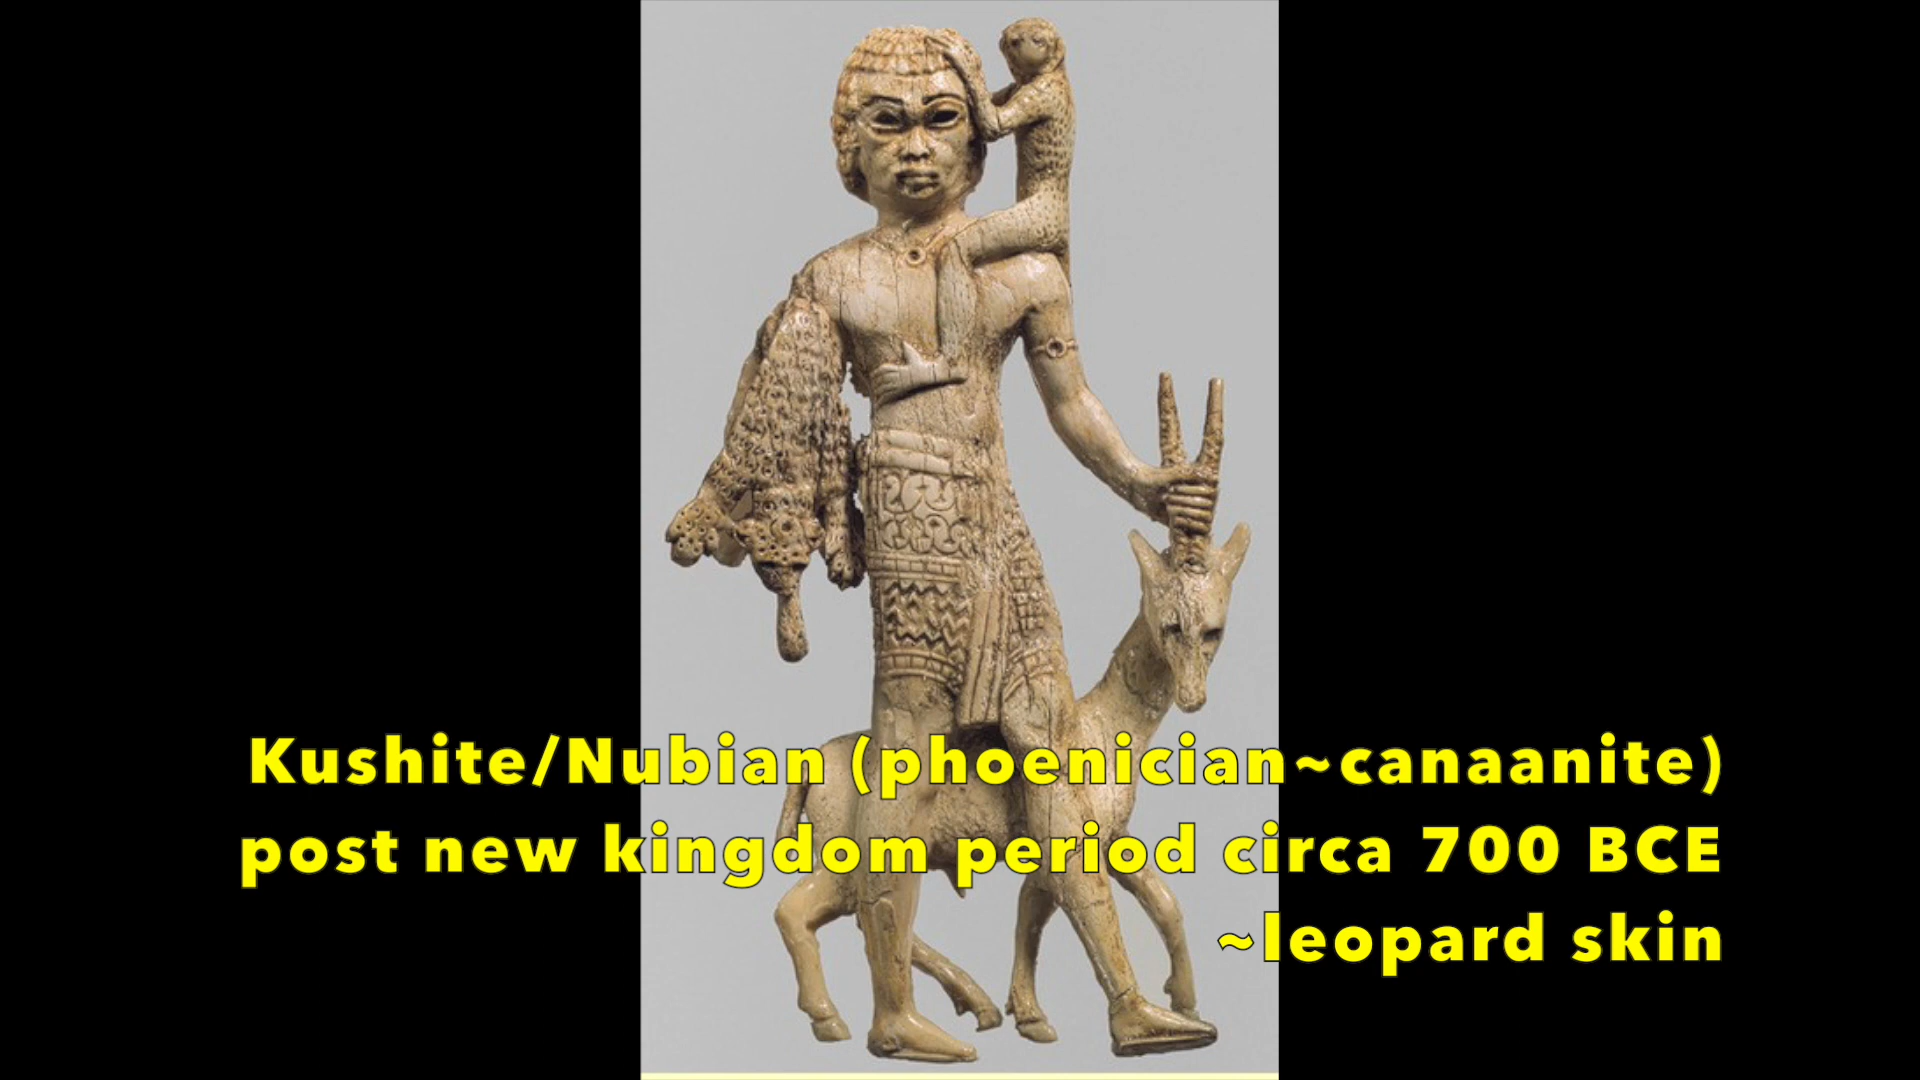 Kushite/Nubian (phoenician~canaanite)
post new kingdom period circa 700 BCE
~leopard skin